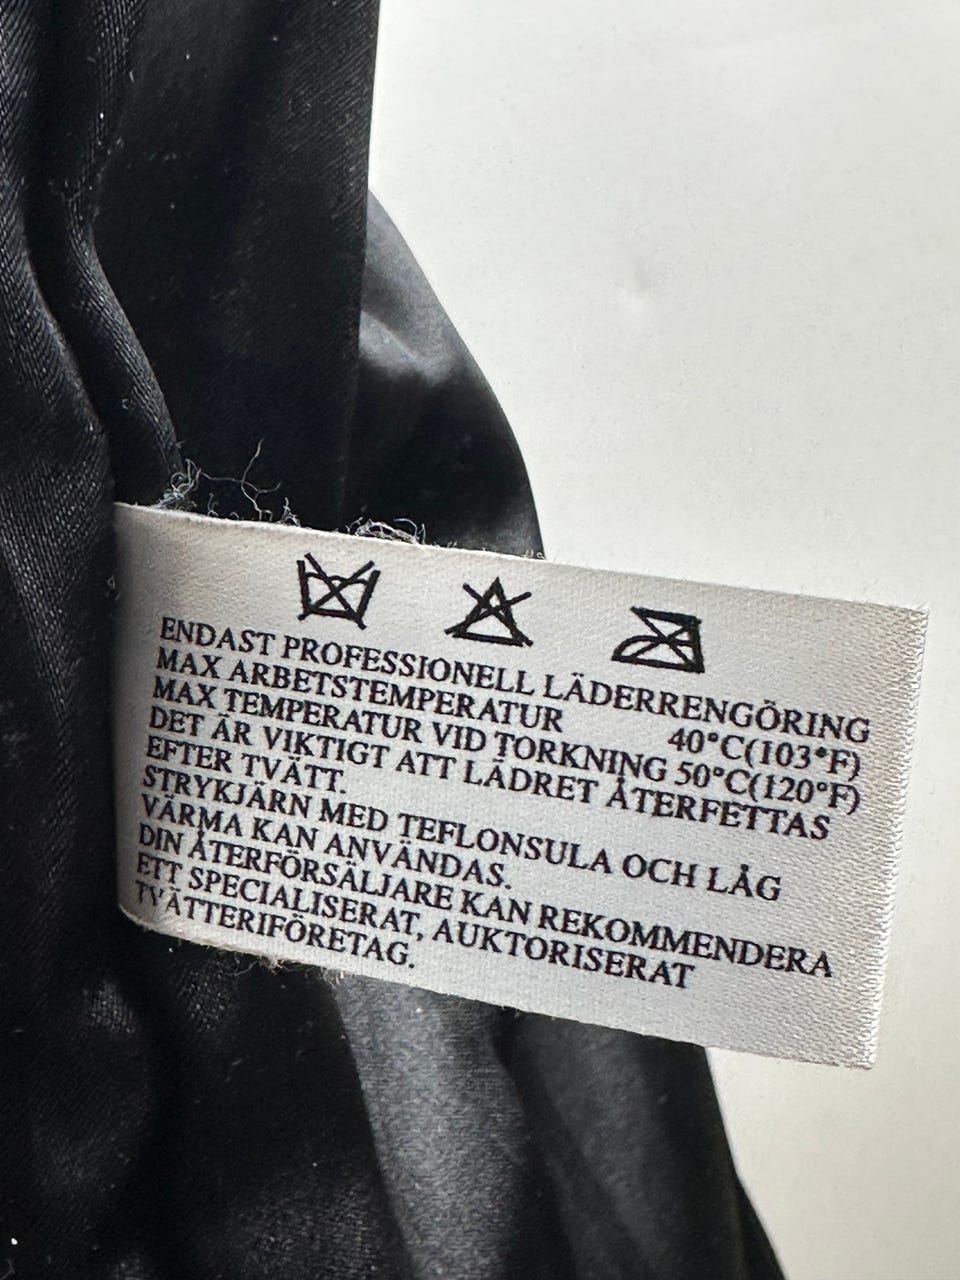 ENDAST PROFESSIONELL LÄDERRENGÖRING
MAX ARBETSTEMPERATUR 40°C(103°F)
MAX TEMPERATUR VID TORKNING 50°C(120°F)
DET ÄR VIKTIGT ATT LÄDRET ÅTERFETTAS
EFTER TVÄTT.
STRYKJÄRN MED TEFLONSULA OCH LÅG
VÄRMA KAN ANVÄNDAS.
DIN ÅTERFÖRSÄLJARE KAN REKOMMENDERA
ETT SPECIALISERAT, AUKTORISERAT
TVÄTTERIFÖRETAG.